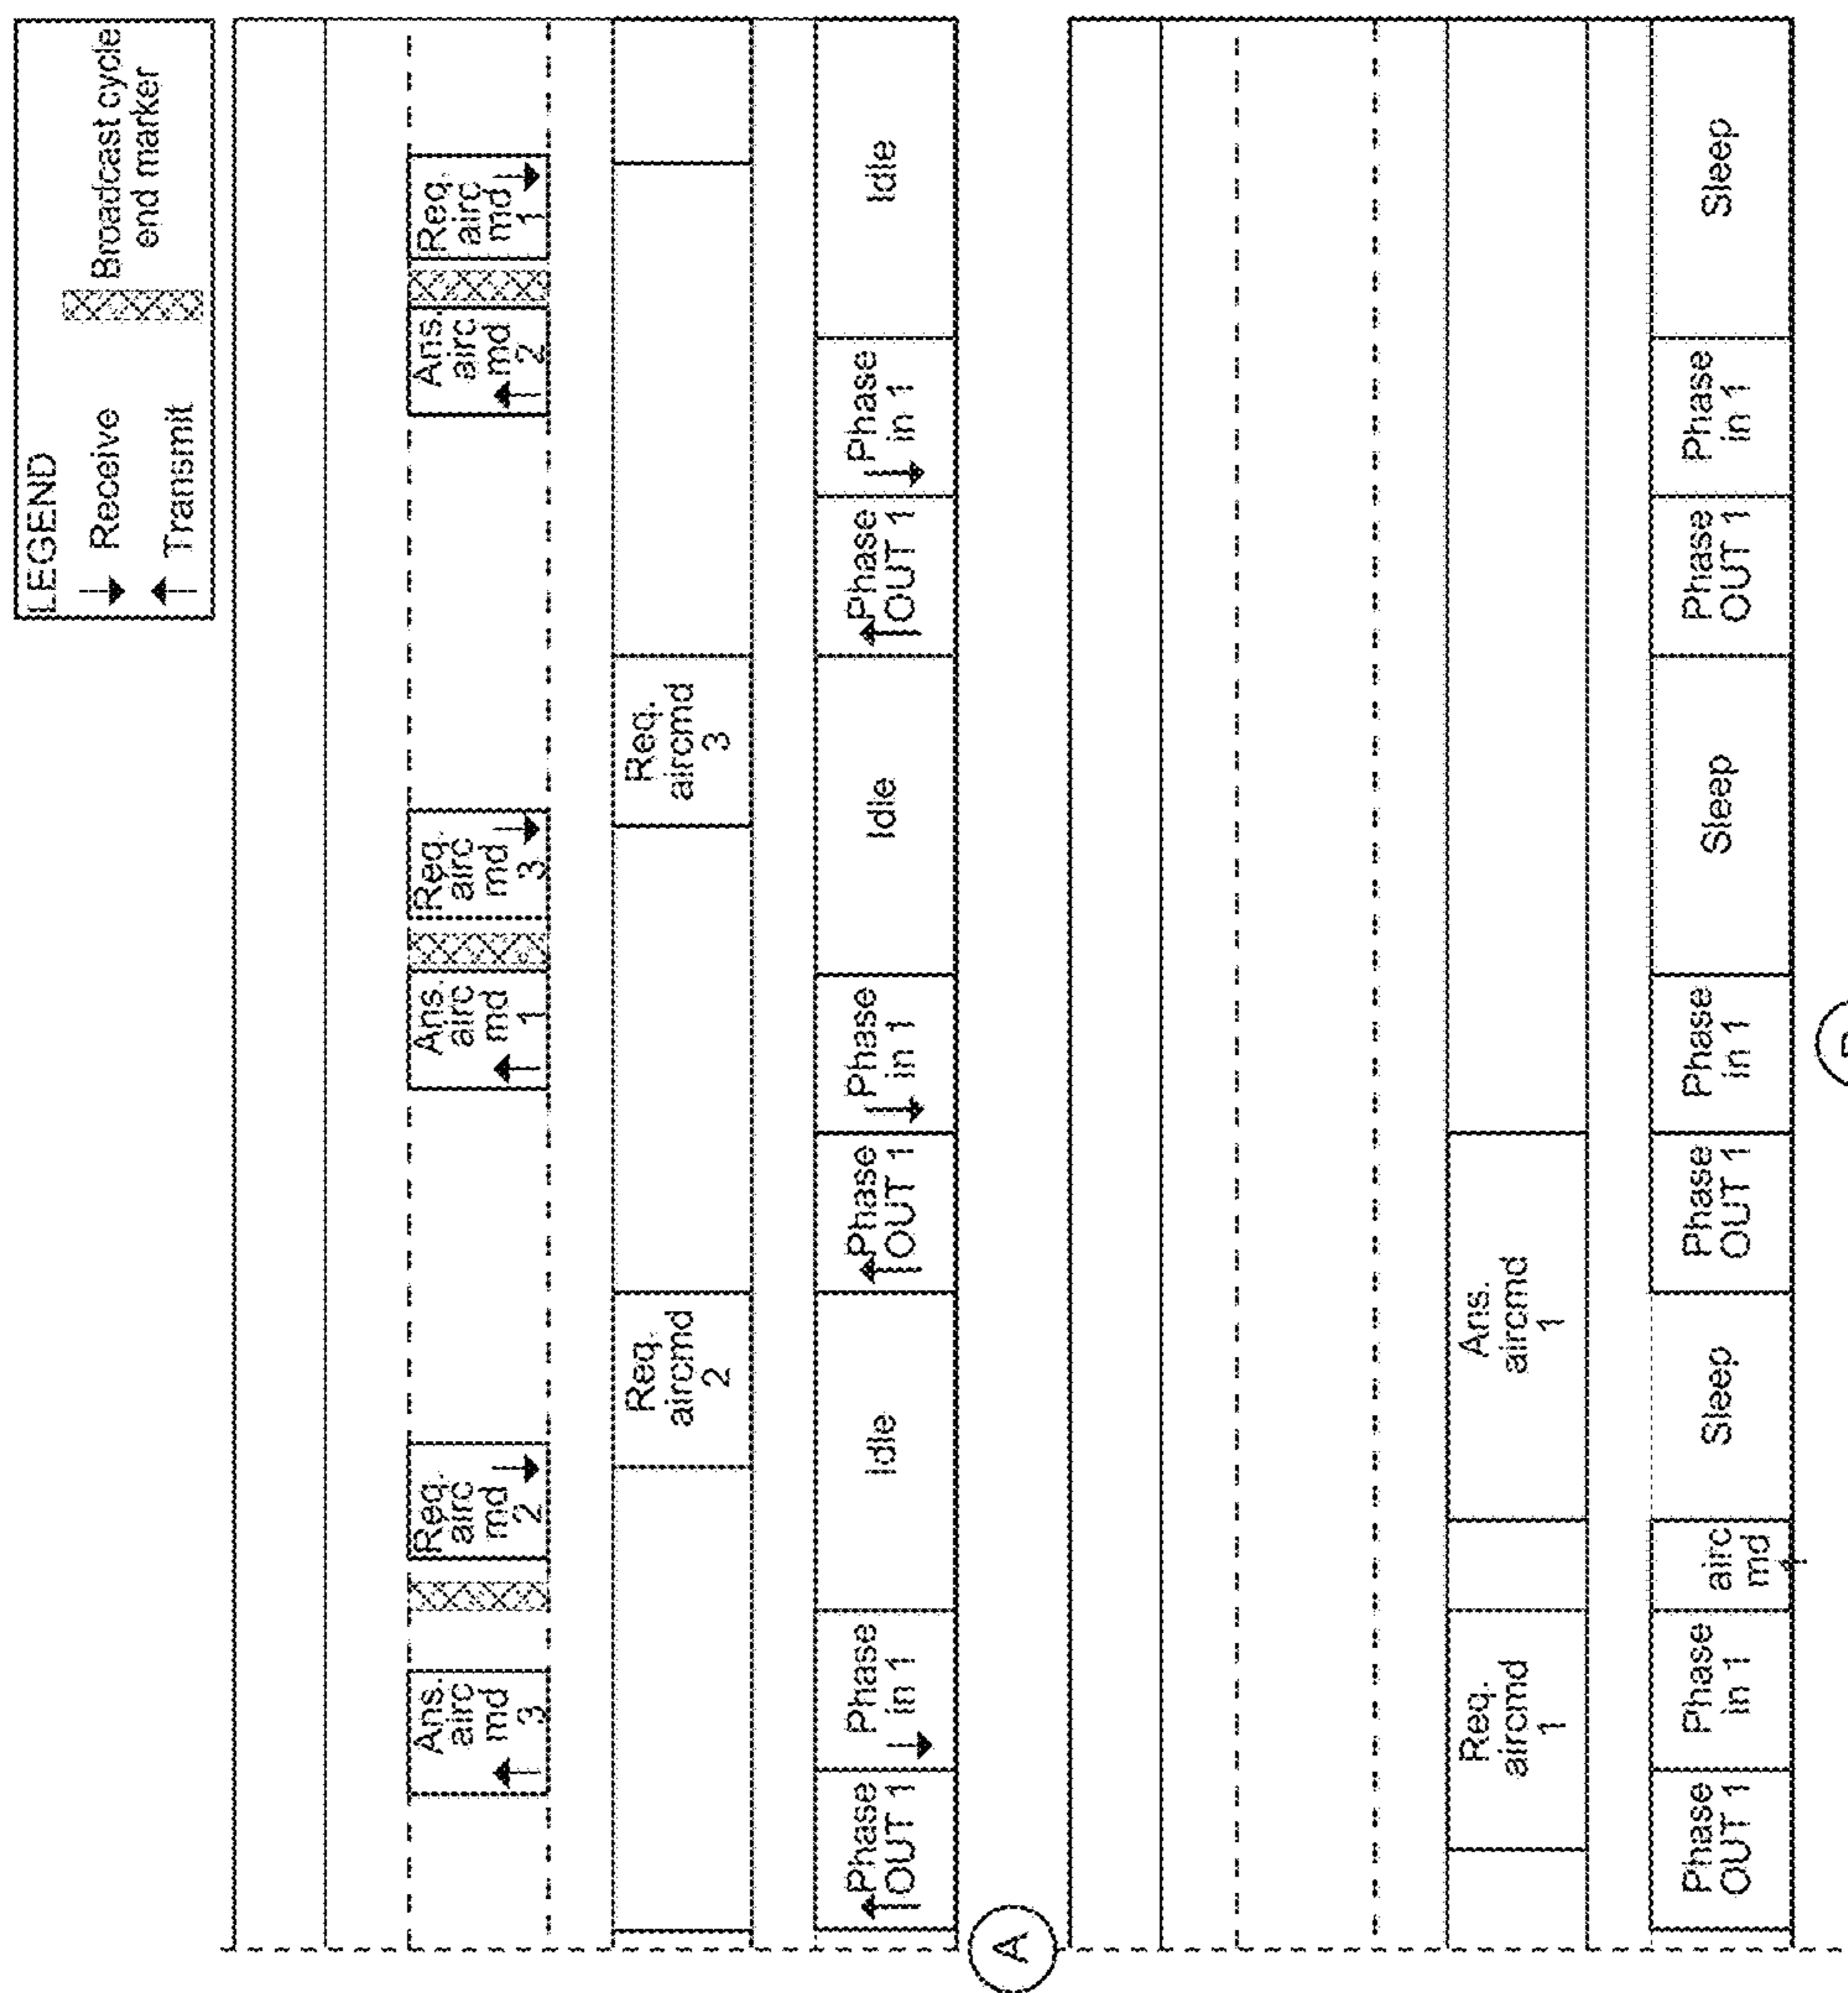 LEGEND
Receive
Transmit
Broadcast cycle
end marker
Ans.
airc
md
3
Req.
airc
md
2
Ans.
airc
md
1
Req.
airc
md
3
Ans.
airc
md
2
Req.
airc
md
1
Req.
aircmd
2
Req.
aircmd
3
Phase
OUT 1
Phase
in 1
Idle
Phase
OUT 1
Phase
in 1
Idle
Phase
OUT 1
Phase
in 1
Idle
A
Req.
aircmd
1
Ans.
aircmd
1
Phase
OUT 1
Phase
in 1
airc
md
Sleep
Phase
OUT 1
Phase
in 1
Sleep
Phase
OUT 1
Phase
in 1
Sleep